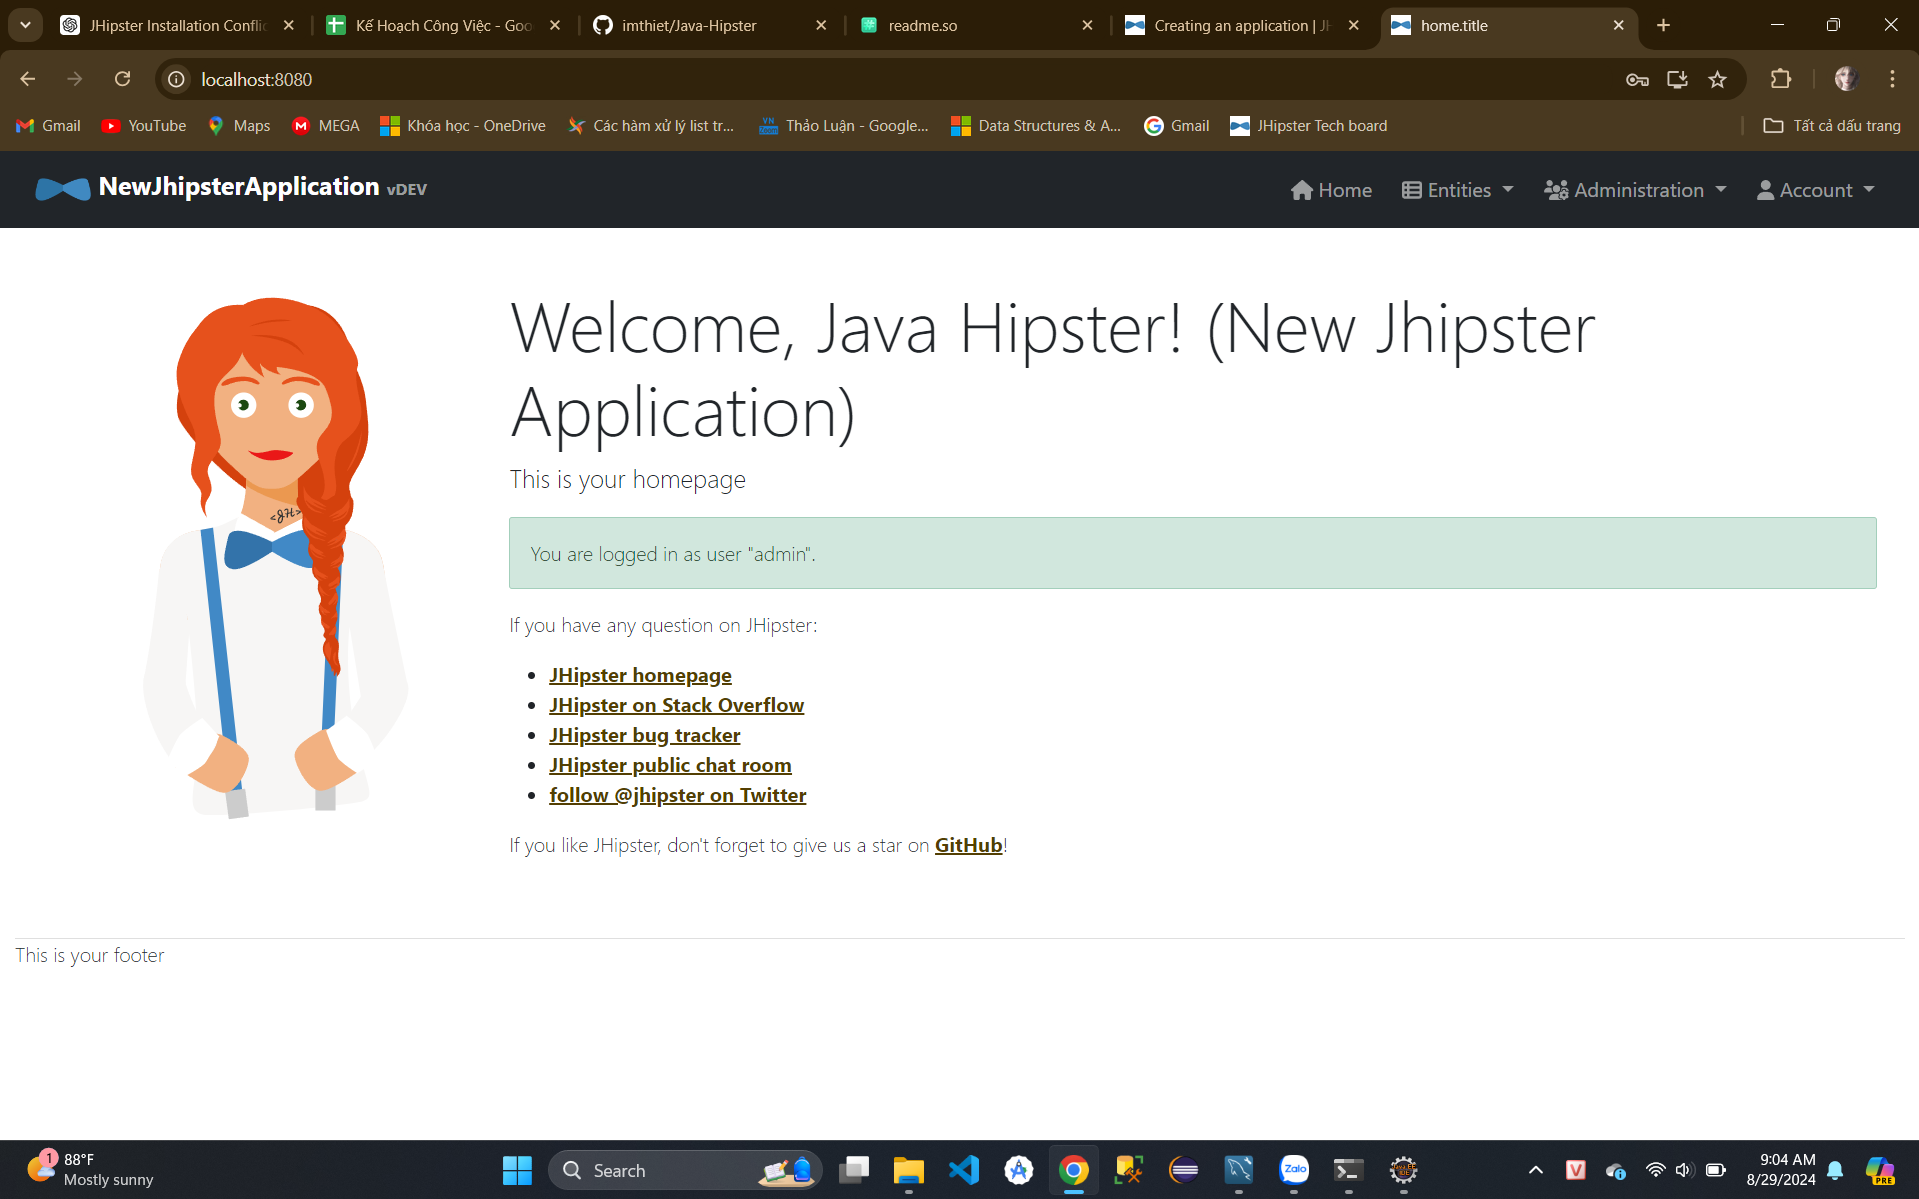 JHipster Installation Conflic
Kế Hoạch Công Việc - Goo
imthiet/Java-Hipster
readme.so
Creating an application | JH
home.title
localhost:8080
Gmail
YouTube
Maps
MEGA
Khóa học - OneDrive
Các hàm xử lý list tr...
Thảo Luận - Google...
Data Structures & A...
Gmail
JHipster Tech board
Tất cả dấu trang
NewJhipsterApplication vDEV
Home
Entities
Administration
Account
Welcome, Java Hipster! (New Jhipster
Application)
This is your homepage
<JH>
You are logged in as user "admin".
If you have any question on JHipster:
JHipster homepage
JHipster on Stack Overflow
JHipster bug tracker
JHipster public chat room
follow @jhipster on Twitter
If you like JHipster, don't forget to give us a star on GitHub!
This is your footer
1
88°F
Mostly sunny
Search
Zalo
V
9:04 AM
8/29/2024
PRE